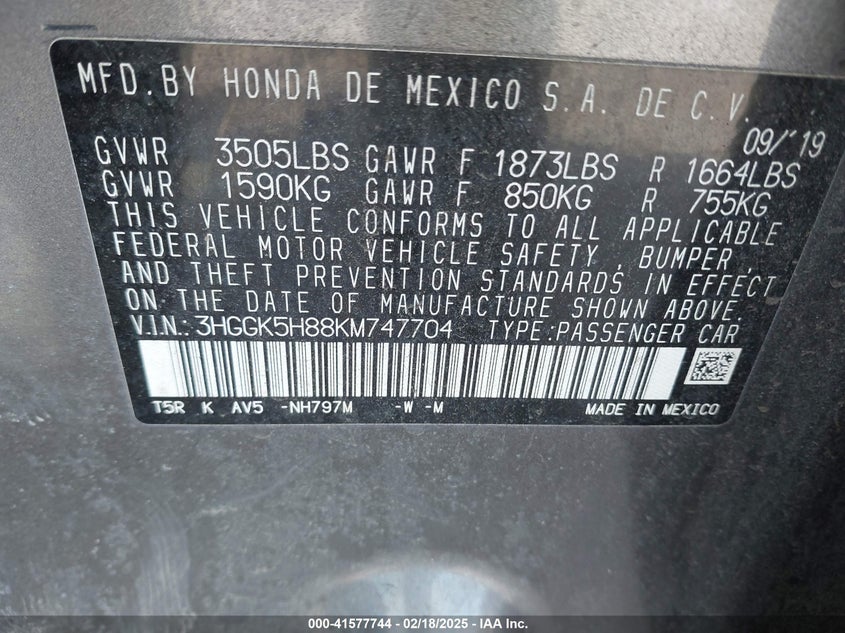 MFD. BY HONDA DE MEXICO S.A. DE C.V.
09/'19
GVWR 3505LBS GAWR F 1873LBS R 1664LBS
GVWR 1590KG GAWR F 850KG R 755KG
THIS VEHICLE CONFORMS TO ALL APPLICABLE
FEDERAL MOTOR VEHICLE SAFETY, BUMPER,
AND THEFT PREVENTION STANDARDS IN EFFECT
ON THE DATE OF MANUFACTURE SHOWN ABOVE.
V.I.N.: 3HGGK5H88KM747704 TYPE:PASSENGER CAR
T5R K AV5 -NH797M -W -M MADE IN MEXICO
000-41577744 - 02/18/2025 - IAA Inc.